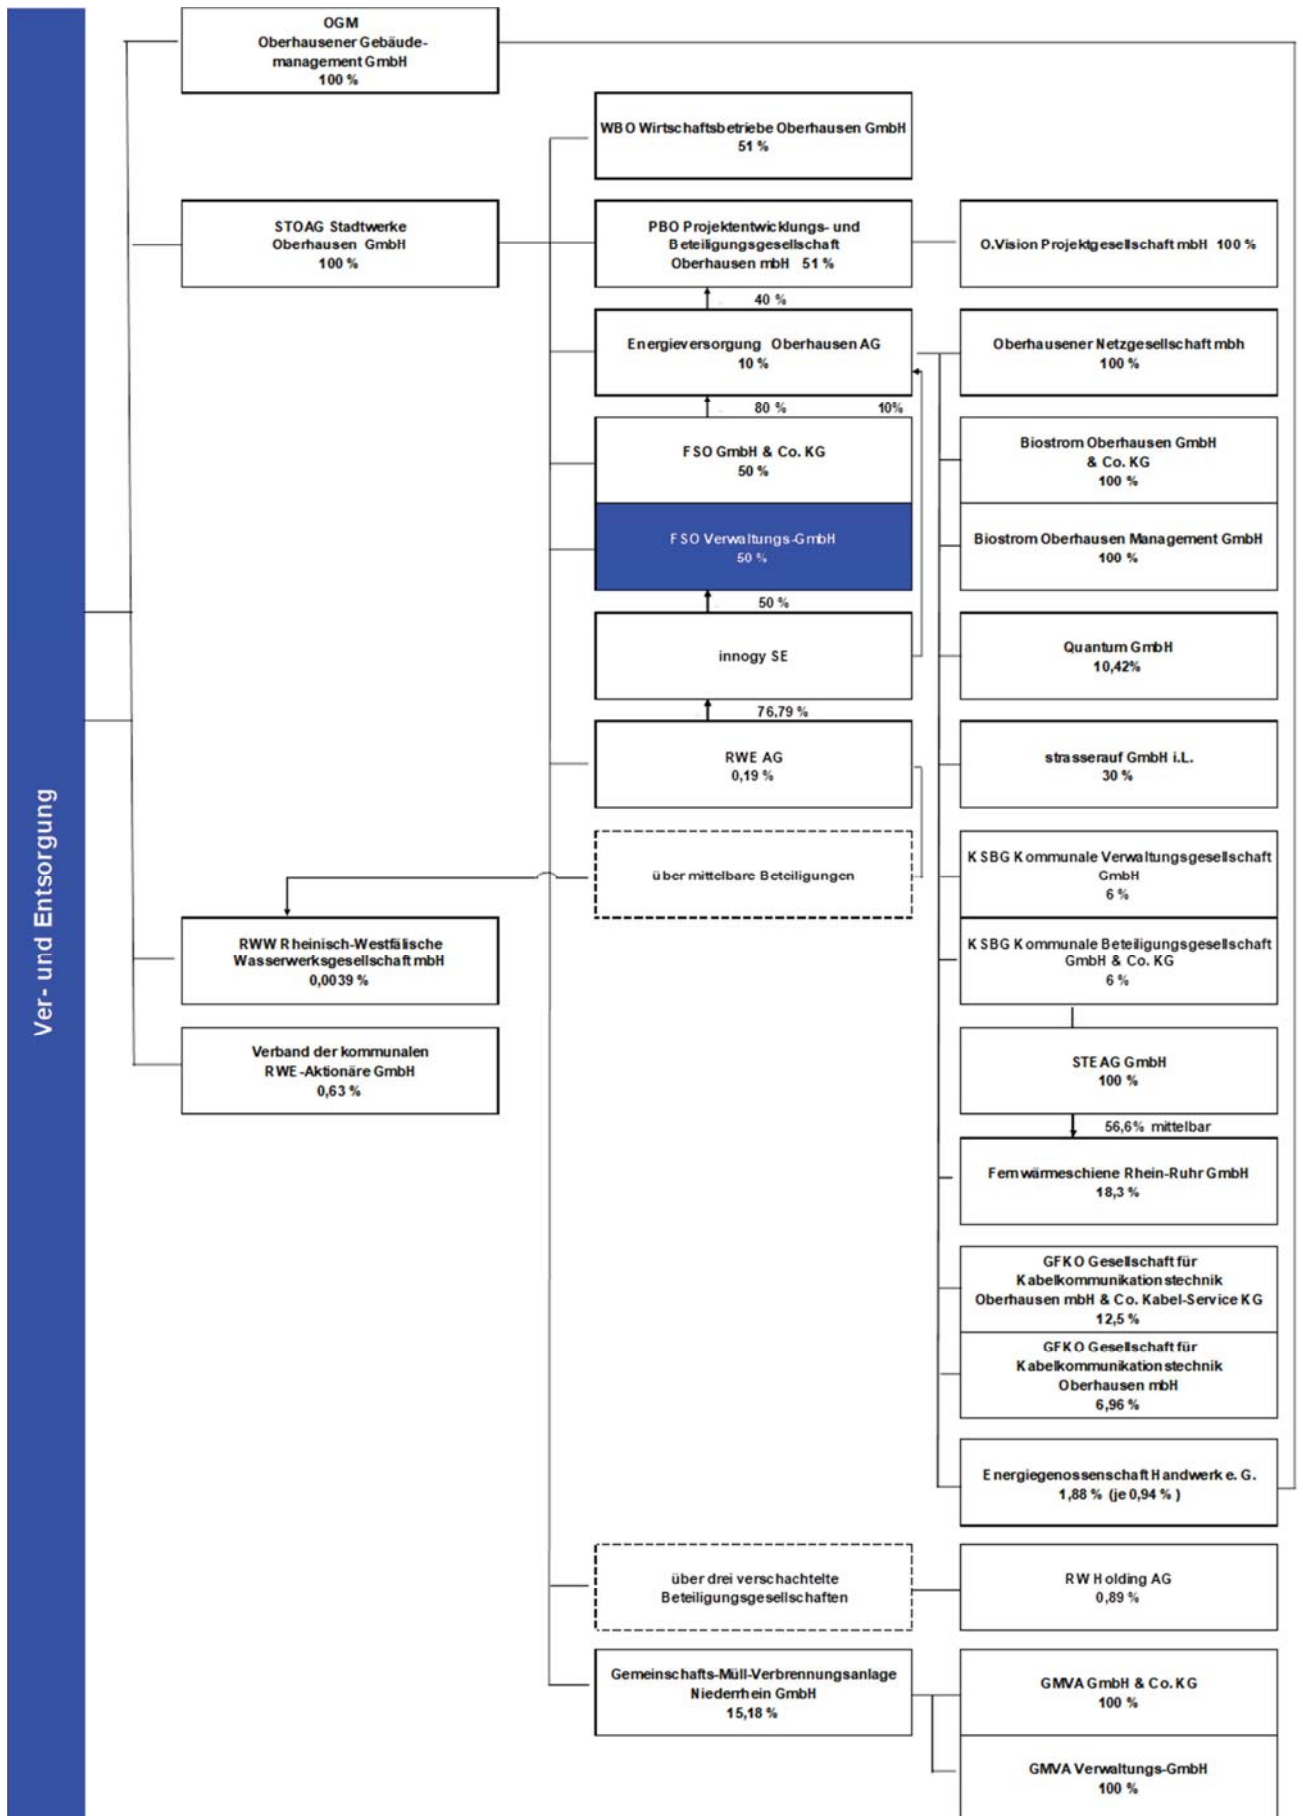 Ver- und Entsorgung
OGM
Oberhausener Gebäude-
management GmbH
100 %
WBO Wirtschaftsbetriebe Oberhausen GmbH
51 %
STOAG Stadtwerke
Oberhausen GmbH
100 %
PBO Projektentwicklungs- und
Beteiligungsgesellschaft
Oberhausen mbH 51 %
O.Vision Projektgesellschaft mbH 100 %
40 %
Energieversorgung Oberhausen AG
10 %
Oberhausener Netzgesellschaft mbh
100 %
80 %
10%
FSO GmbH & Co. KG
50 %
Biostrom Oberhausen GmbH
& Co. KG
100 %
FSO Verwaltungs-GmbH
50 %
Biostrom Oberhausen Management GmbH
100 %
50 %
innogy SE
Quantum GmbH
10,42%
76,79 %
RWE AG
0,19 %
strasserauf GmbH i.L.
30 %
über mittelbare Beteiligungen
KSBG Kommunale Verwaltungsgesellschaft
GmbH
6 %
RWW Rheinisch-Westfälische
Wasserwerksgesellschaft mbH
0,0039 %
KSBG Kommunale Beteiligungsgesellschaft
GmbH & Co. KG
6 %
Verband der kommunalen
RWE-Aktionäre GmbH
0,63 %
STEAG GmbH
100 %
56,6% mittelbar
Fernwärmeschiene Rhein-Ruhr GmbH
18,3 %
GFKO Gesellschaft für
Kabelkommunikationstechnik
Oberhausen mbH & Co. Kabel-Service KG
12,5 %
GFKO Gesellschaft für
Kabelkommunikationstechnik
Oberhausen mbH
6,96 %
Energiegenossenschaft Handwerk e. G.
1,88 % (je 0,94 % )
über drei verschachtelte
Beteiligungsgesellschaften
RW Holding AG
0,89 %
Gemeinschafts-Müll-Verbrennungsanlage
Niederrhein GmbH
15,18 %
GMVA GmbH & Co. KG
100 %
GMVA Verwaltungs-GmbH
100 %